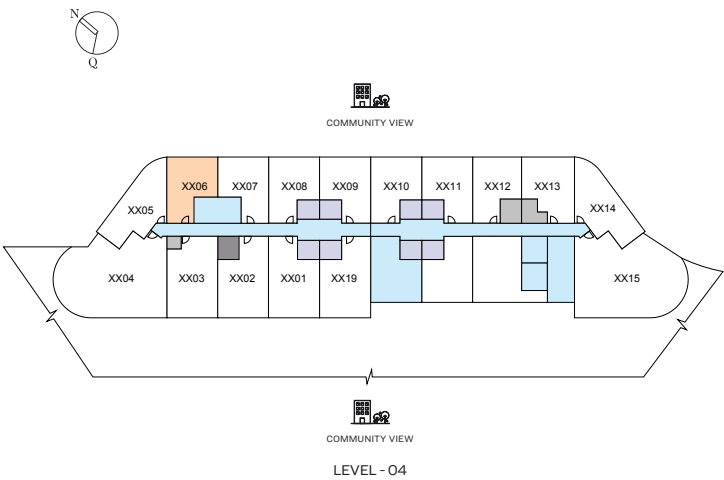 N
Q
COMMUNITY VIEW
XX06
XX07
XX08
XX09
XX10
XX11
XX12
XX13
XX05
XX14
XX04
XX03
XX02
XX01
XX19
XX15
COMMUNITY VIEW
LEVEL - 04